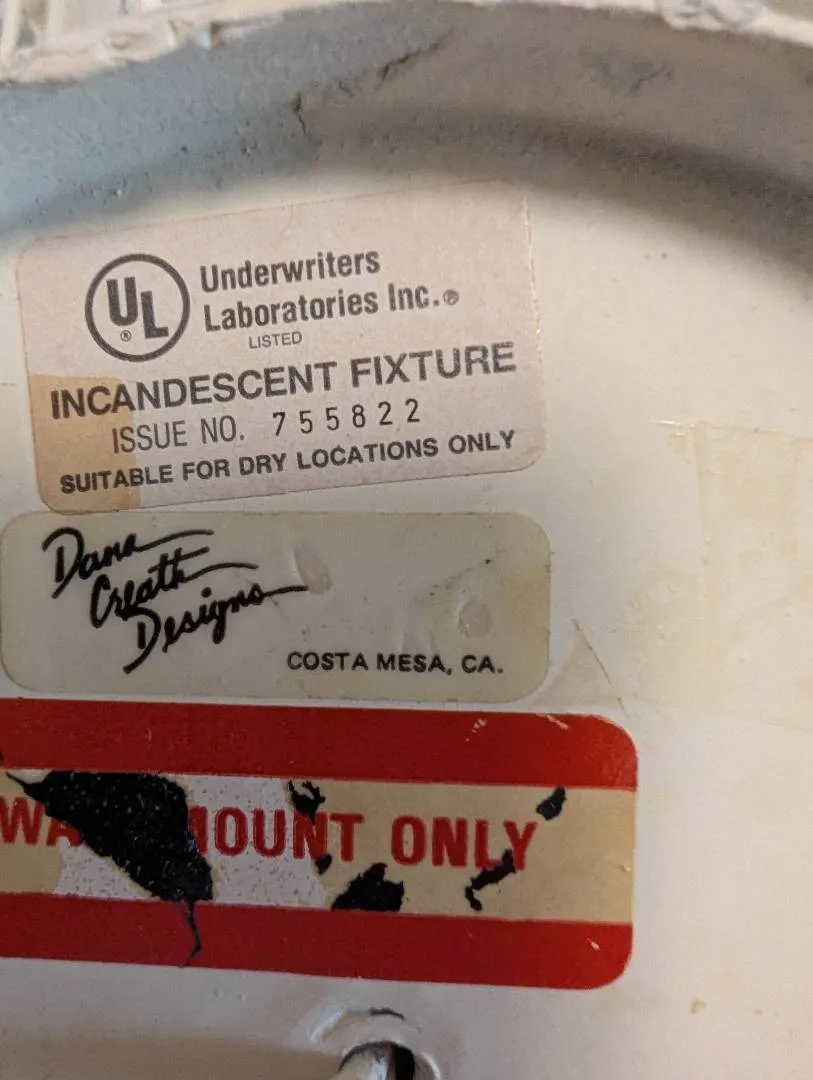 UL®
Underwriters
Laboratories Inc.®
LISTED
INCANDESCENT FIXTURE
ISSUE NO. 755822
SUITABLE FOR DRY LOCATIONS ONLY
Dana
Creath
Designs
COSTA MESA, CA.
ONLY